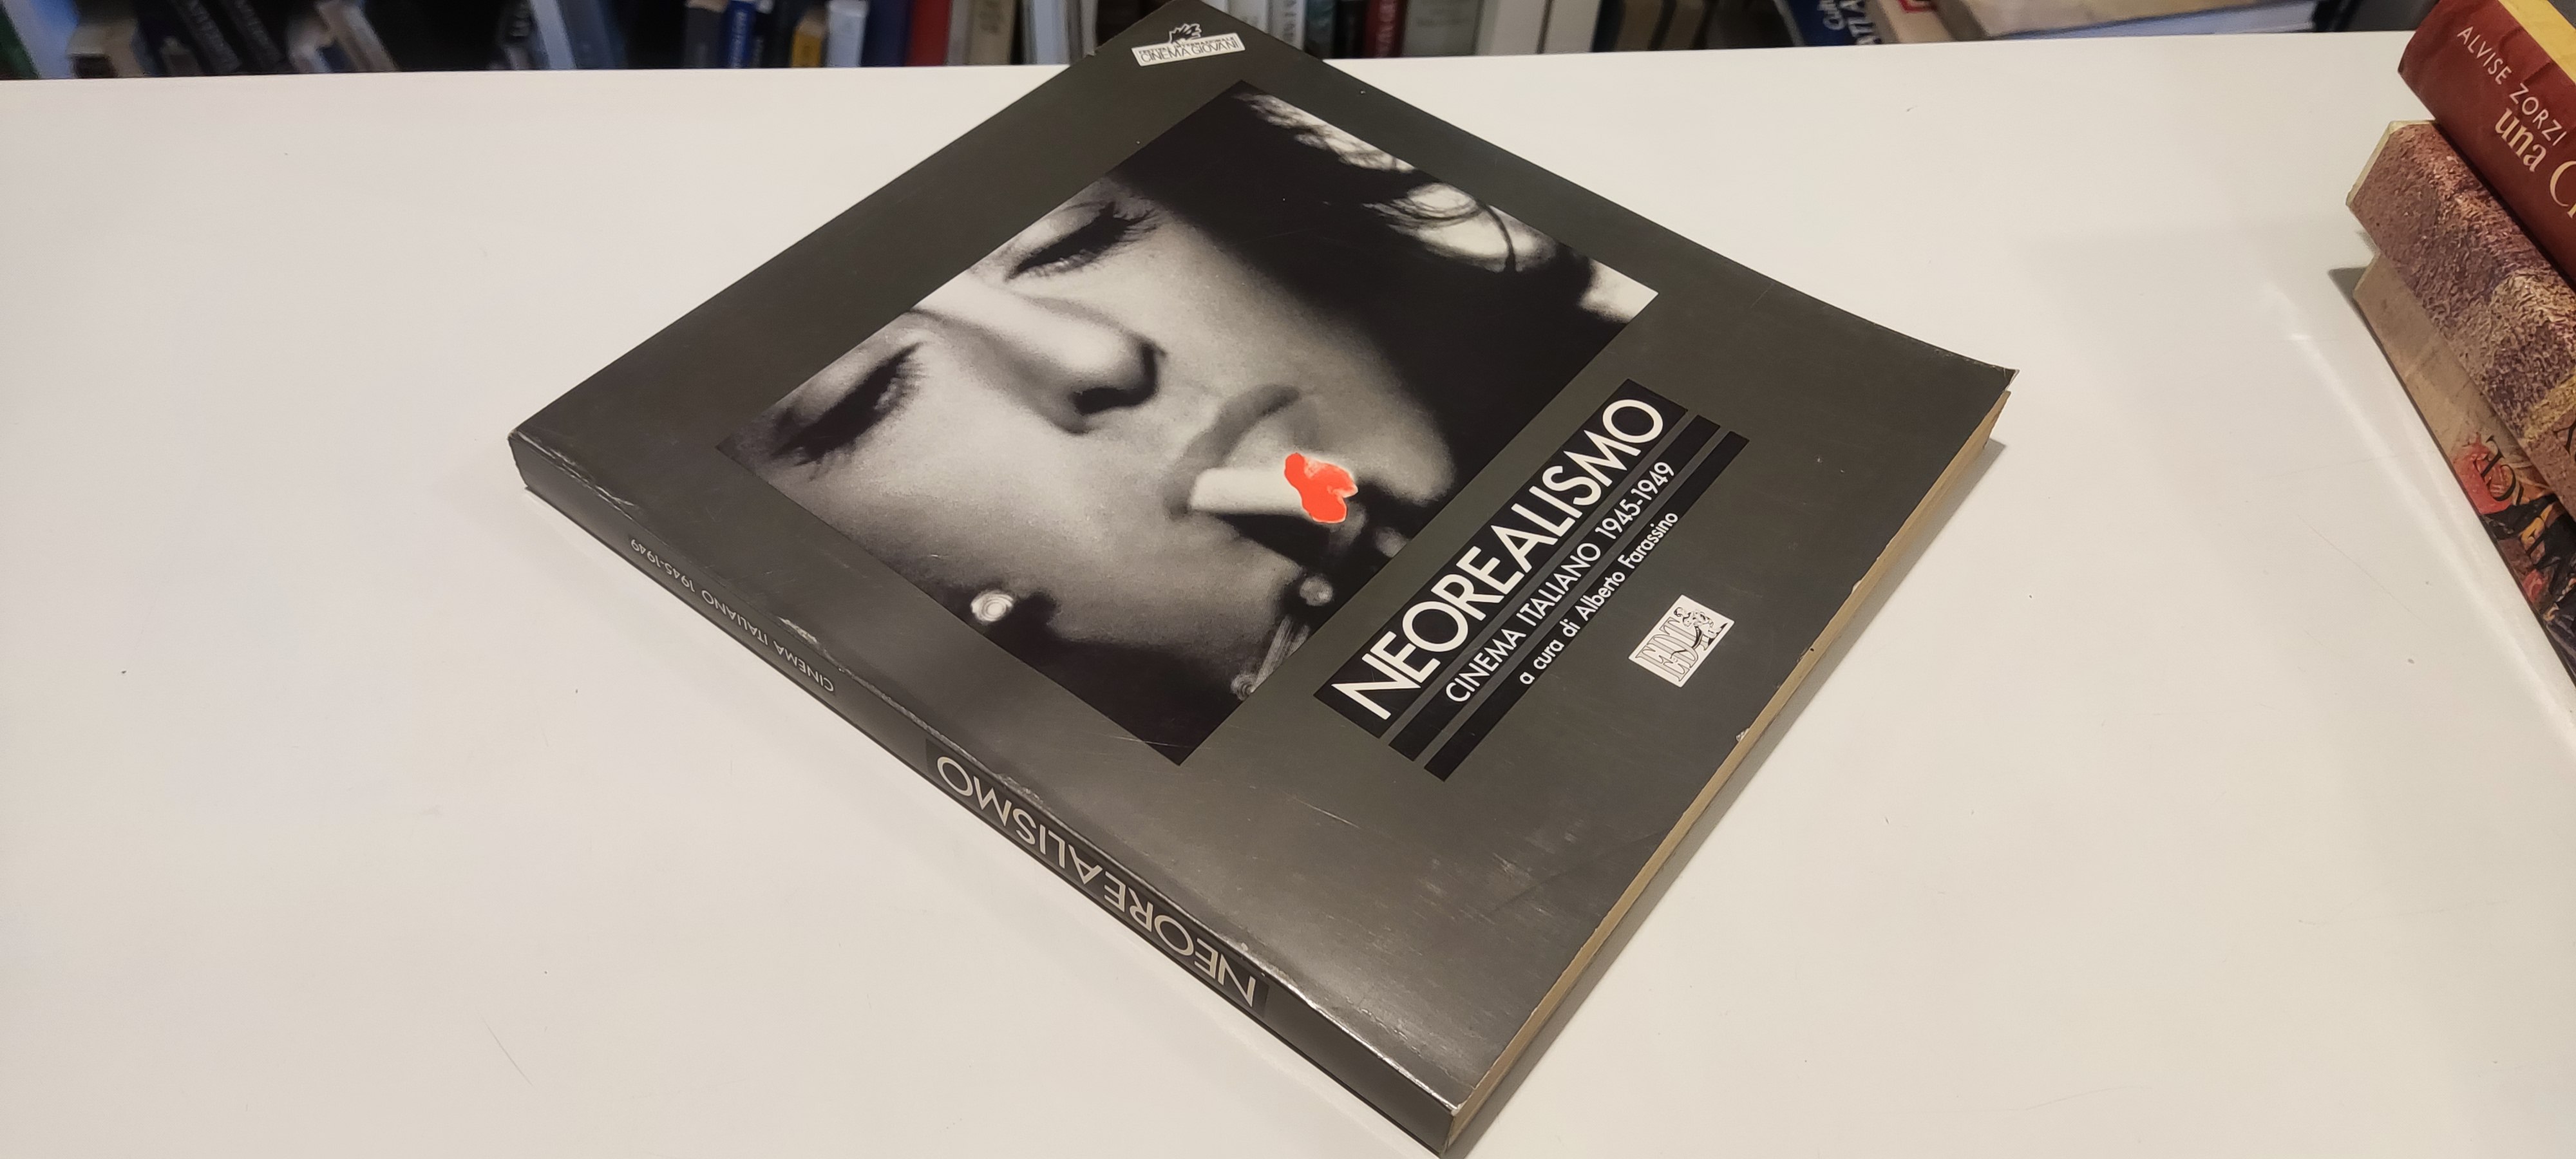 CINEMA GIOVANI
NEOREALISMO
CINEMA ITALIANO 1945-1949
a cura di Alberto Farassino
EDT
NEOREALISMO
CINEMA ITALIANO 1945-1949
ALVISE ZORZI
una